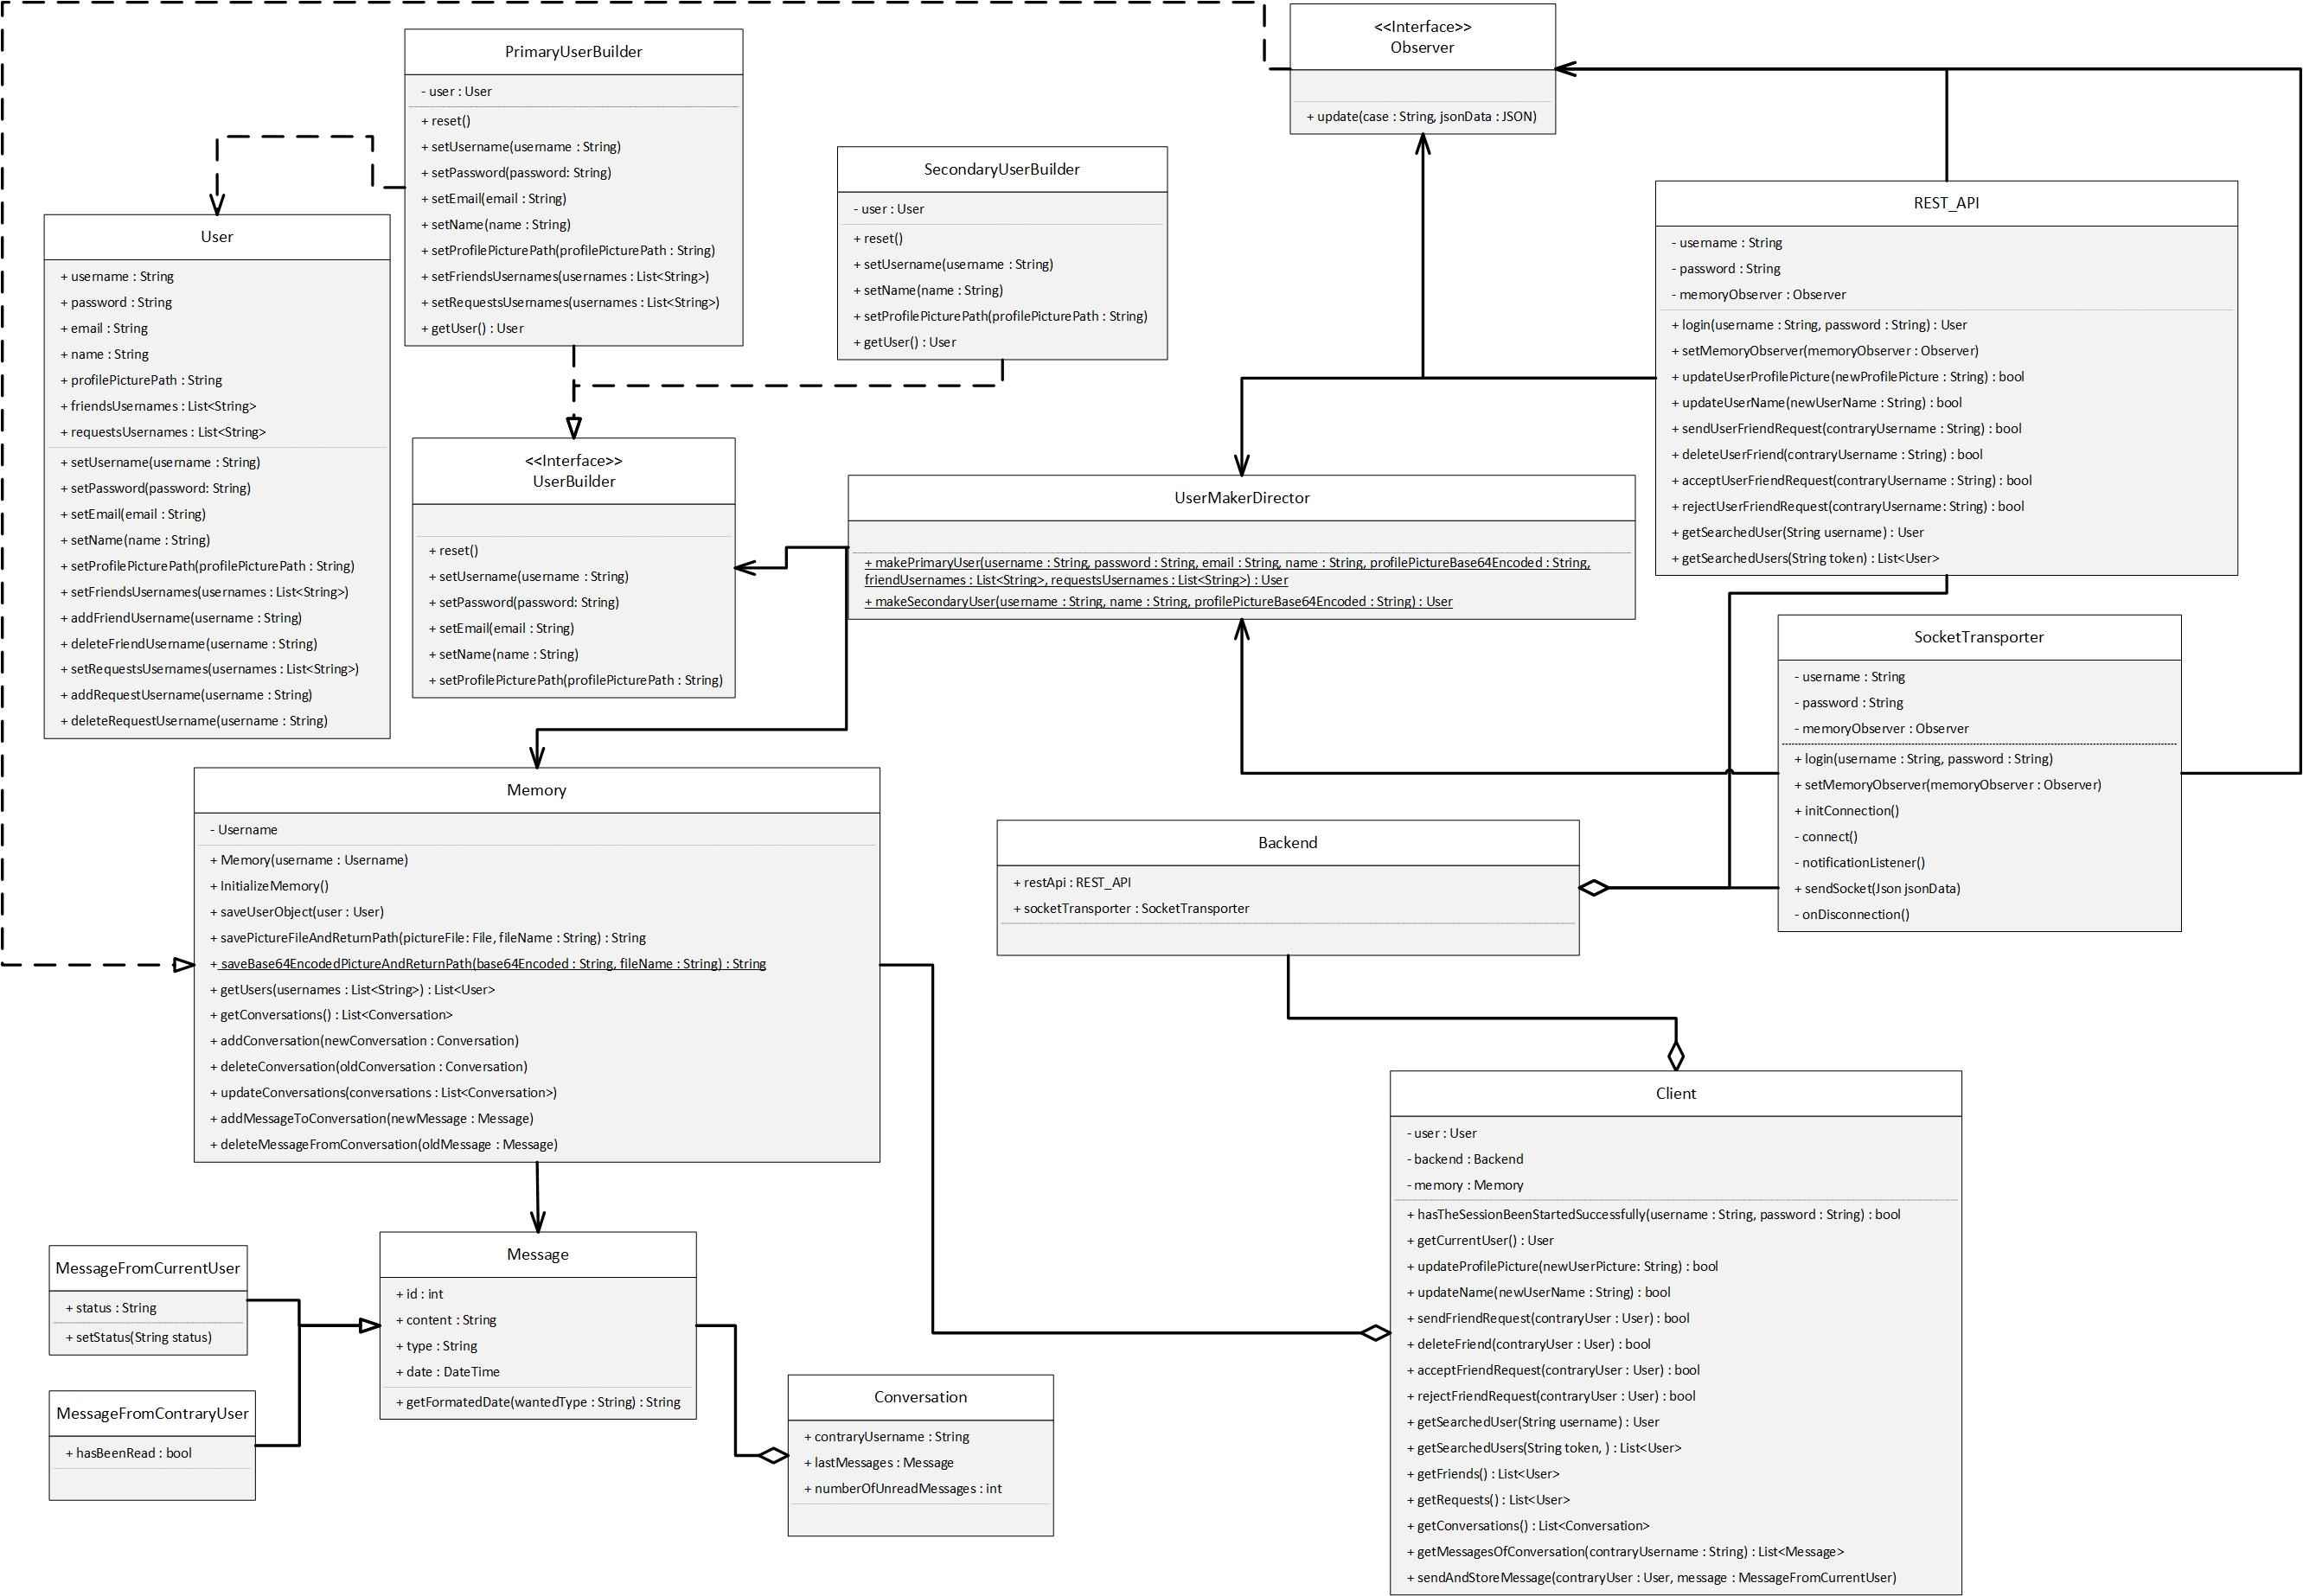 PrimaryUserBuilder
- user : User
+ reset()
+ setUsername(username : String)
+ setPassword(password: String)
+ setEmail(email : String)
+ setName(name : String)
+ setProfilePicturePath(profilePicturePath : String)
+ setFriendsUsernames(usernames : List<String>)
+ setRequestsUsernames(usernames : List<String>)
+ getUser() : User
<<Interface>>
Observer
+ update(case : String, jsonData : JSON)
SecondaryUserBuilder
- user : User
+ reset()
+ setUsername(username : String)
+ setName(name : String)
+ setProfilePicturePath(profilePicturePath : String)
+ getUser() : User
REST_API
- username : String
- password : String
- memoryObserver : Observer
+ login(username : String, password : String) : User
+ setMemoryObserver(memoryObserver : Observer)
+ updateUserProfilePicture(newProfilePicture : String) : bool
+ updateUserName(newUserName : String) : bool
+ sendUserFriendRequest(contraryUsername : String) : bool
+ deleteUserFriend(contraryUsername : String) : bool
+ acceptUserFriendRequest(contraryUsername : String) : bool
+ rejectUserFriendRequest(contraryUsername: String) : bool
+ getSearchedUser(String username) : User
+ getSearchedUsers(String token) : List<User>
User
+ username : String
+ password : String
+ email : String
+ name : String
+ profilePicturePath : String
+ friendsUsernames : List<String>
+ requestsUsernames : List<String>
+ setUsername(username : String)
+ setPassword(password: String)
+ setEmail(email : String)
+ setName(name : String)
+ setProfilePicturePath(profilePicturePath : String)
+ setFriendsUsernames(usernames : List<String>)
+ addFriendUsername(username : String)
+ deleteFriendUsername(username : String)
+ setRequestsUsernames(usernames : List<String>)
+ addRequestUsername(username : String)
+ deleteRequestUsername(username : String)
<<Interface>>
UserBuilder
+ reset()
+ setUsername(username : String)
+ setPassword(password: String)
+ setEmail(email : String)
+ setName(name : String)
+ setProfilePicturePath(profilePicturePath : String)
UserMakerDirector
+ makePrimaryUser(username : String, password : String, email : String, name : String, profilePictureBase64Encoded : String,
friendUsernames : List<String>, requestsUsernames : List<String>) : User
+ makeSecondaryUser(username : String, name : String, profilePictureBase64Encoded : String) : User
SocketTransporter
- username : String
- password : String
- memoryObserver : Observer
+ login(username : String, password : String)
+ setMemoryObserver(memoryObserver : Observer)
+ initConnection()
- connect()
- notificationListener()
+ sendSocket(Json jsonData)
- onDisconnection()
Memory
- Username
+ Memory(username : Username)
+ InitializeMemory()
+ saveUserObject(user : User)
+ savePictureFileAndReturnPath(pictureFile: File, fileName : String) : String
+ saveBase64EncodedPictureAndReturnPath(base64Encoded : String, fileName : String) : String
+ getUsers(usernames : List<String>) : List<User>
+ getConversations() : List<Conversation>
+ addConversation(newConversation : Conversation)
+ deleteConversation(oldConversation : Conversation)
+ updateConversations(conversations : List<Conversation>)
+ addMessageToConversation(newMessage : Message)
+ deleteMessageFromConversation(oldMessage : Message)
Backend
+ restApi : REST_API
+ socketTransporter : SocketTransporter
Client
- user : User
- backend : Backend
- memory : Memory
+ hasTheSessionBeenStartedSuccessfully(username : String, password : String) : bool
+ getCurrentUser() : User
+ updateProfilePicture(newUserPicture: String) : bool
+ updateName(newUserName : String) : bool
+ sendFriendRequest(contraryUser : User) : bool
+ deleteFriend(contraryUser : User) : bool
+ acceptFriendRequest(contraryUser : User) : bool
+ rejectFriendRequest(contraryUser : User) : bool
+ getSearchedUser(String username) : User
+ getSearchedUsers(String token, ) : List<User>
+ getFriends() : List<User>
+ getRequests() : List<User>
+ getConversations() : List<Conversation>
+ getMessagesOfConversation(contraryUsername : String) : List<Message>
+ sendAndStoreMessage(contraryUser : User, message : MessageFromCurrentUser)
MessageFromCurrentUser
+ status : String
+ setStatus(String status)
MessageFromContraryUser
+ hasBeenRead : bool
Message
+ id : int
+ content : String
+ type : String
+ date : DateTime
+ getFormatedDate(wantedType : String) : String
Conversation
+ contraryUsername : String
+ lastMessages : Message
+ numberOfUnreadMessages : int